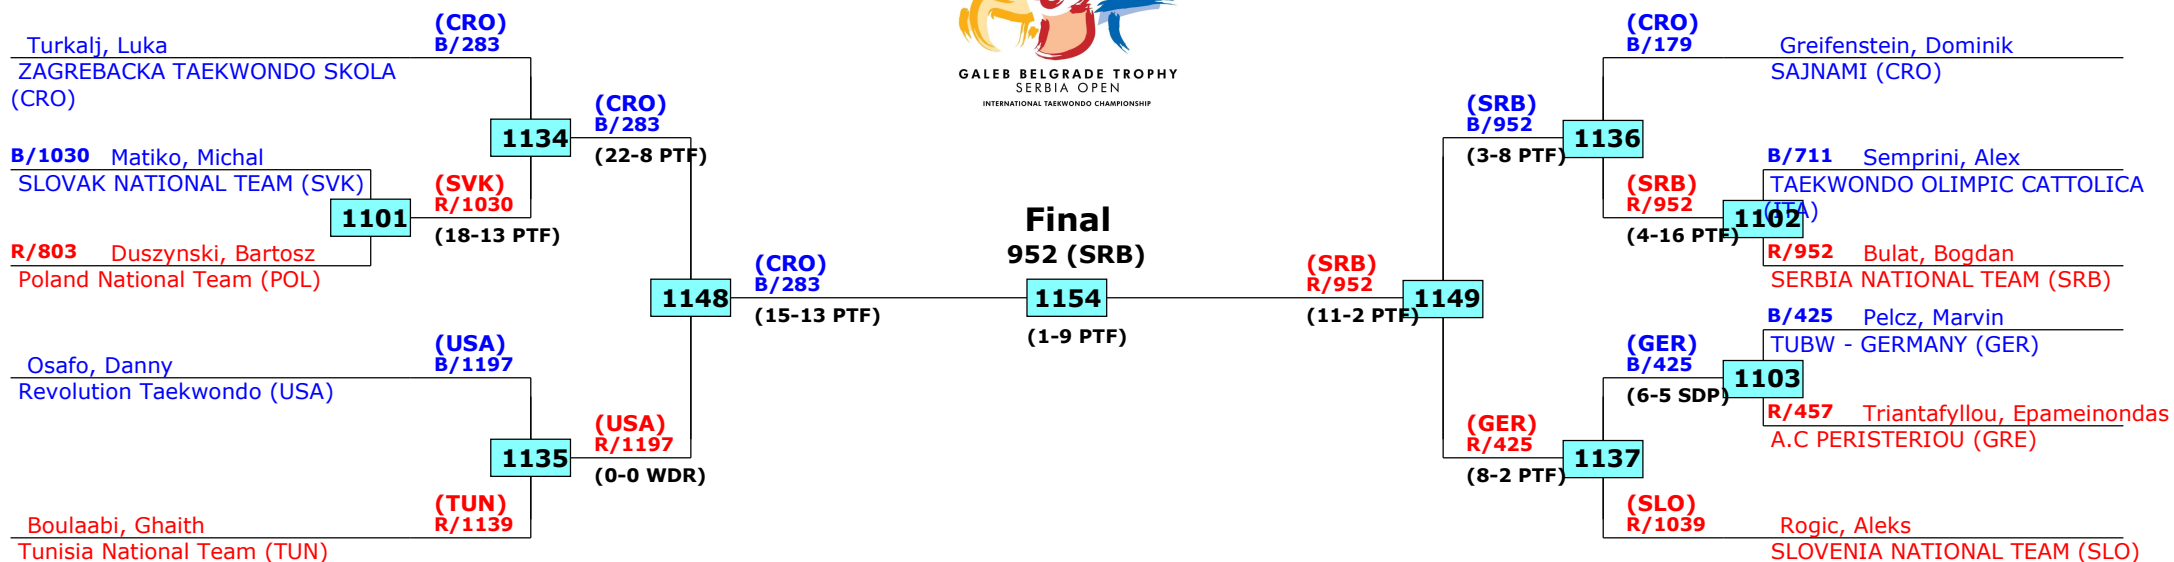 GALEB BELGRADE TROPHY
SERBIA OPEN
INTERNATIONAL TAEKWONDO CHAMPIONSHIP
(CRO)
B/283
Turkalj, Luka
ZAGREBACKA TAEKWONDO SKOLA
(CRO)
B/1030 Matiko, Michal
SLOVAK NATIONAL TEAM (SVK)
1101
R/803 Duszynski, Bartosz
Poland National Team (POL)
(SVK)
R/1030
(18-13 PTF)
1134
(CRO)
B/283
(22-8 PTF)
Osafo, Danny
Revolution Taekwondo (USA)
(USA)
B/1197
1135
Boulaabi, Ghaith
Tunisia National Team (TUN)
(TUN)
R/1139
(USA)
R/1197
(0-0 WDR)
1148
(CRO)
B/283
(15-13 PTF)
Final
952 (SRB)
1154
(1-9 PTF)
(SRB)
R/952
(11-2 PTF)
1149
(SRB)
B/952
(3-8 PTF)
1136
(CRO)
B/179
Greifenstein, Dominik
SAJNAMI (CRO)
(SRB)
R/952
(4-16 PTF)
1102
B/711 Semprini, Alex
TAEKWONDO OLIMPIC CATTOLICA
(ITA)
R/952 Bulat, Bogdan
SERBIA NATIONAL TEAM (SRB)
(GER)
R/425
(8-2 PTF)
1137
(GER)
B/425
(6-5 SDP)
1103
B/425 Pelcz, Marvin
TUBW - GERMANY (GER)
R/457 Triantafyllou, Epameinondas
A.C PERISTERIOU (GRE)
(SLO)
R/1039
Rogic, Aleks
SLOVENIA NATIONAL TEAM (SLO)